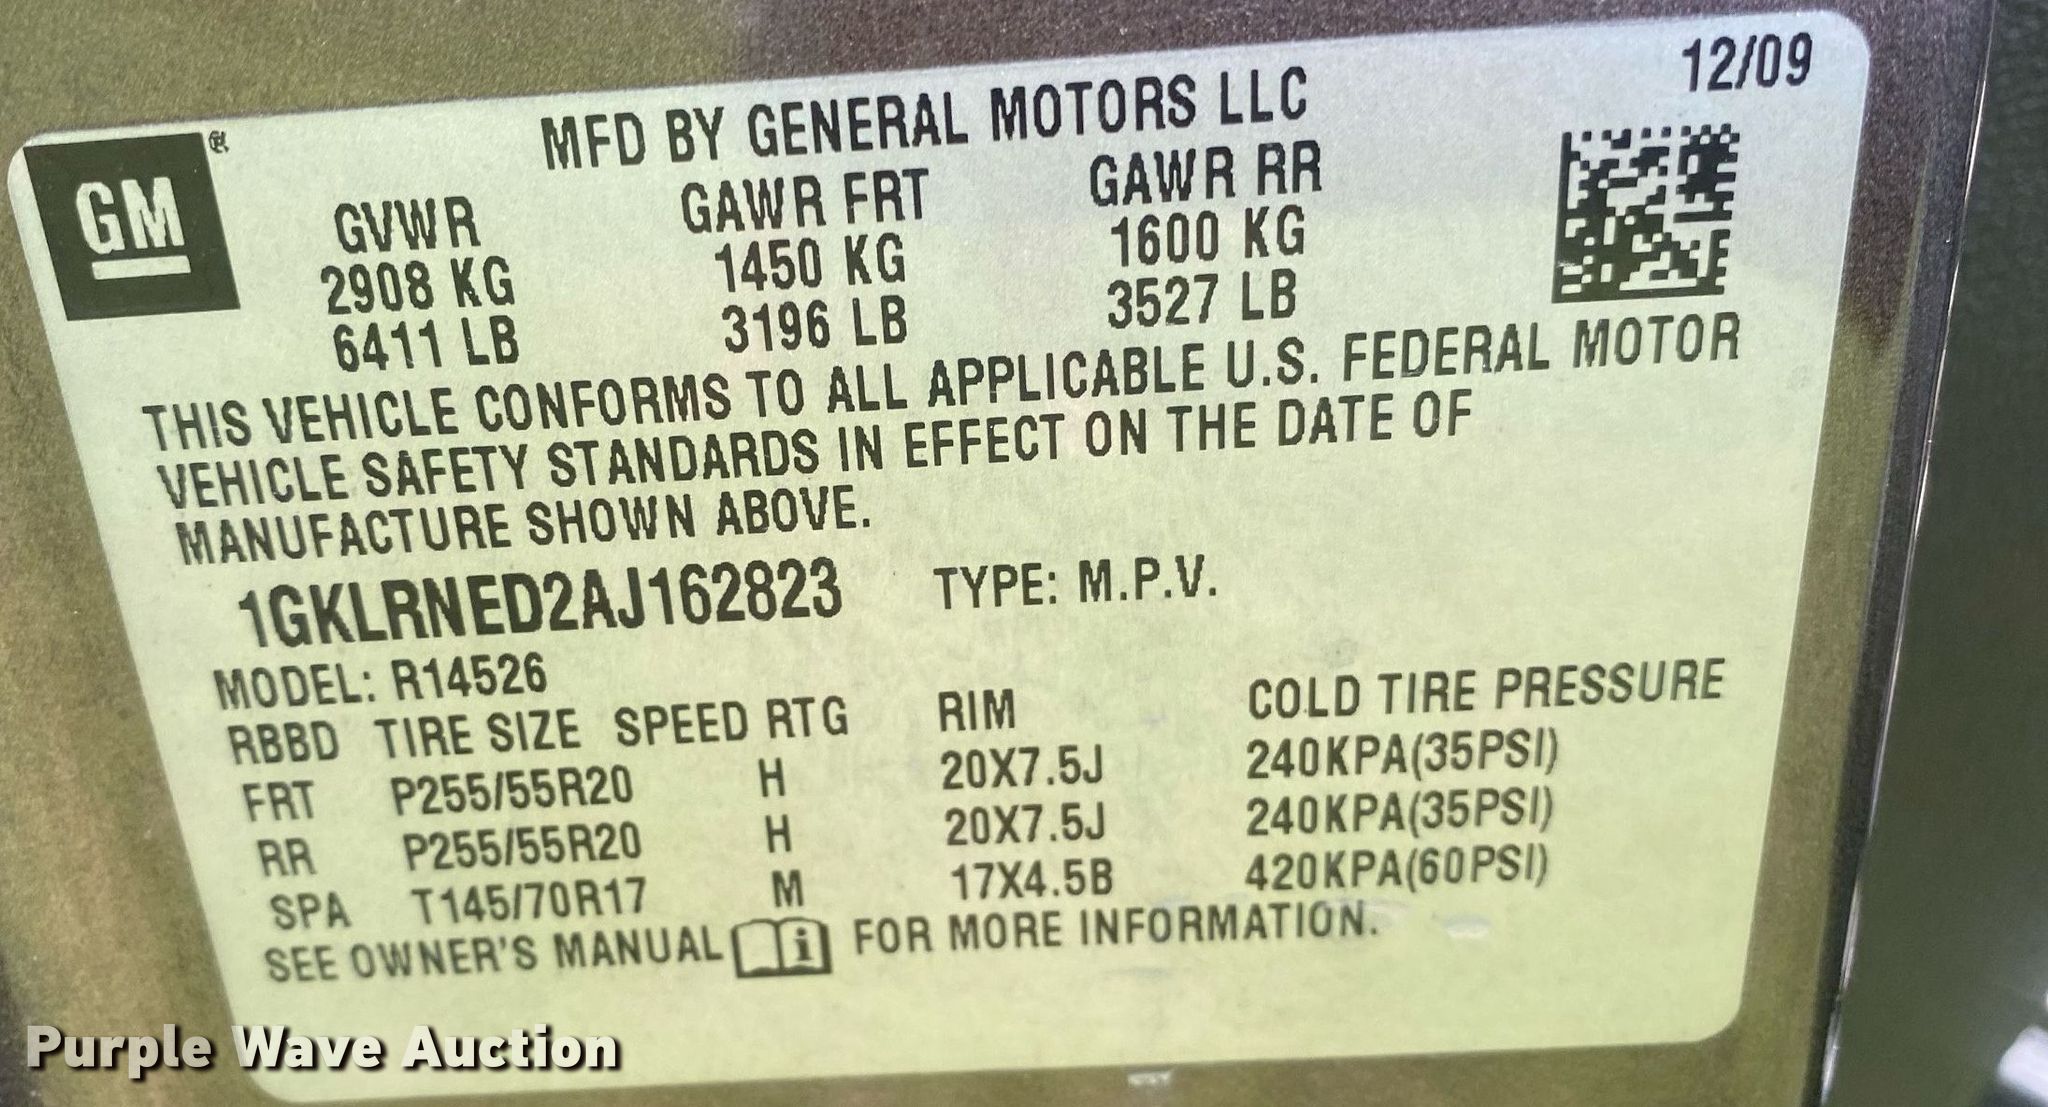 12/09
GM®
MFD BY GENERAL MOTORS LLC
GVWR GAWR FRT GAWR RR
2908 KG 1450 KG 1600 KG
6411 LB 3196 LB 3527 LB
THIS VEHICLE CONFORMS TO ALL APPLICABLE U.S. FEDERAL MOTOR
VEHICLE SAFETY STANDARDS IN EFFECT ON THE DATE OF
MANUFACTURE SHOWN ABOVE.
1GKLRNED2AJ162823 TYPE: M.P.V.
MODEL: R14526
RBBD TIRE SIZE SPEED RTG RIM COLD TIRE PRESSURE
FRT P255/55R20 H 20X7.5J 240KPA(35PSI)
RR P255/55R20 H 20X7.5J 240KPA(35PSI)
SPA T145/70R17 M 17X4.5B 420KPA(60PSI)
SEE OWNER'S MANUAL i FOR MORE INFORMATION.
Purple Wave Auction